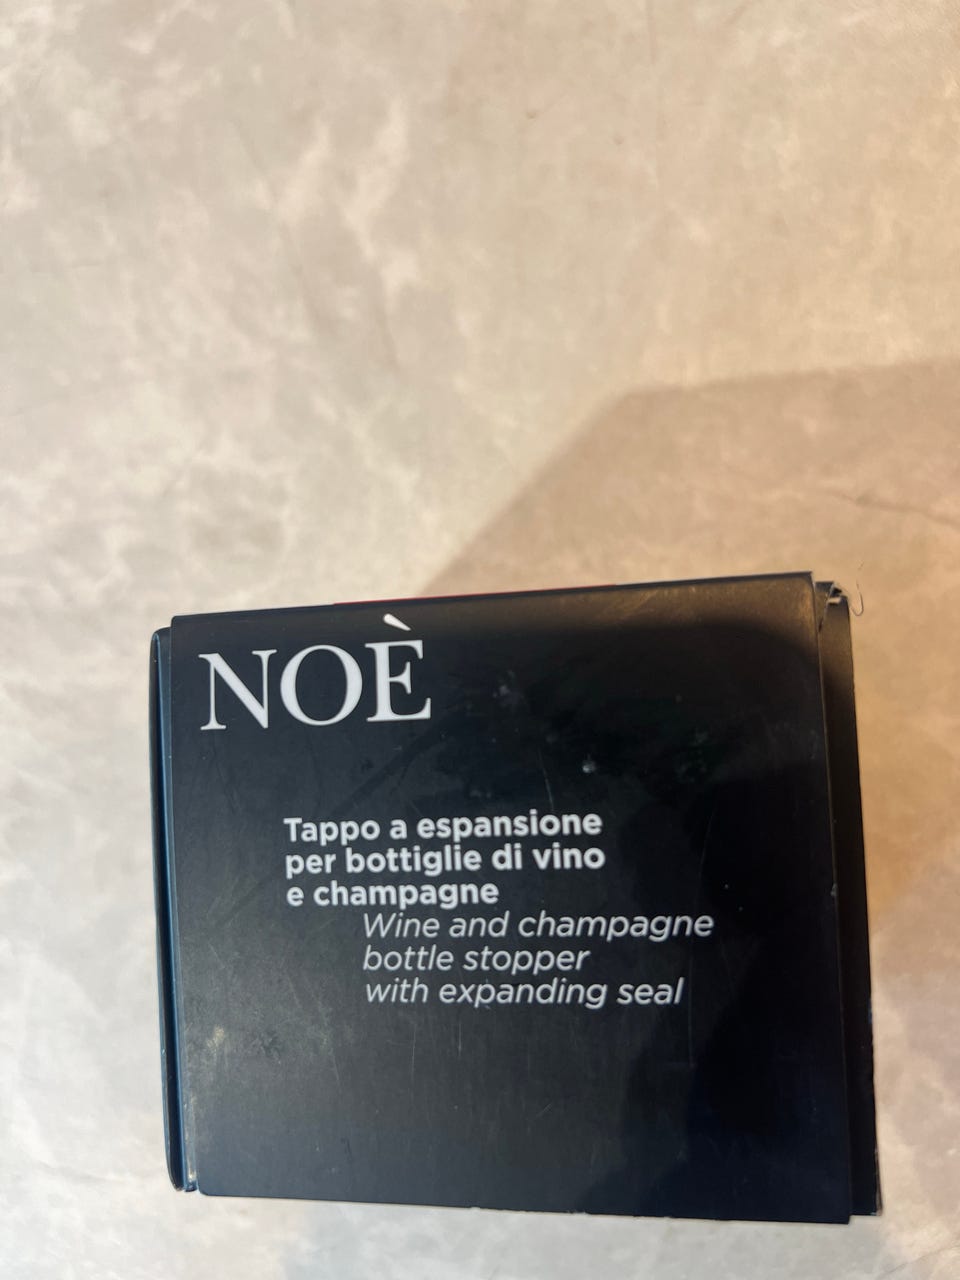 NOÈ
Tappo a espansione
per bottiglie di vino
e champagne
Wine and champagne
bottle stopper
with expanding seal